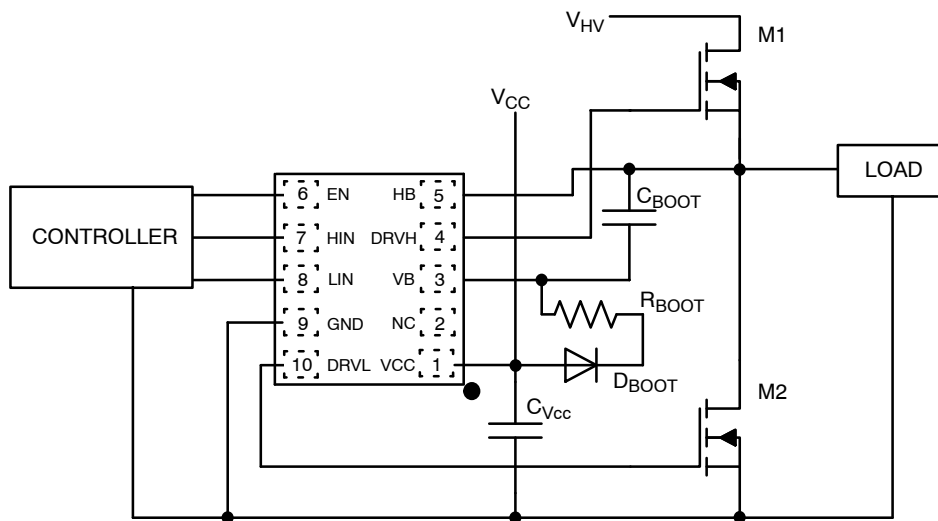 V_HV
M1
V_CC
LOAD
C_BOOT
6 EN HB 5
CONTROLLER
7 HIN DRVH 4
8 LIN VB 3
R_BOOT
9 GND NC 2
10 DRVL VCC 1
D_BOOT
M2
C_Vcc